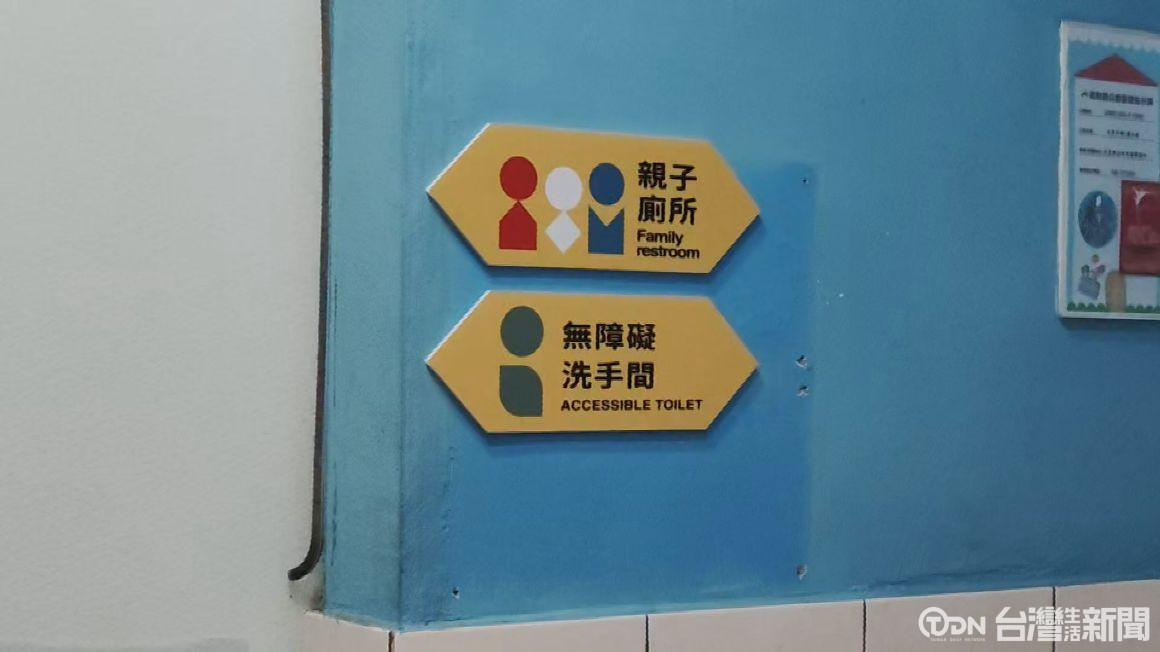 親子
廁所
Family
restroom
無障礙
洗手間
ACCESSIBLE TOILET
TDN 台灣生活新聞